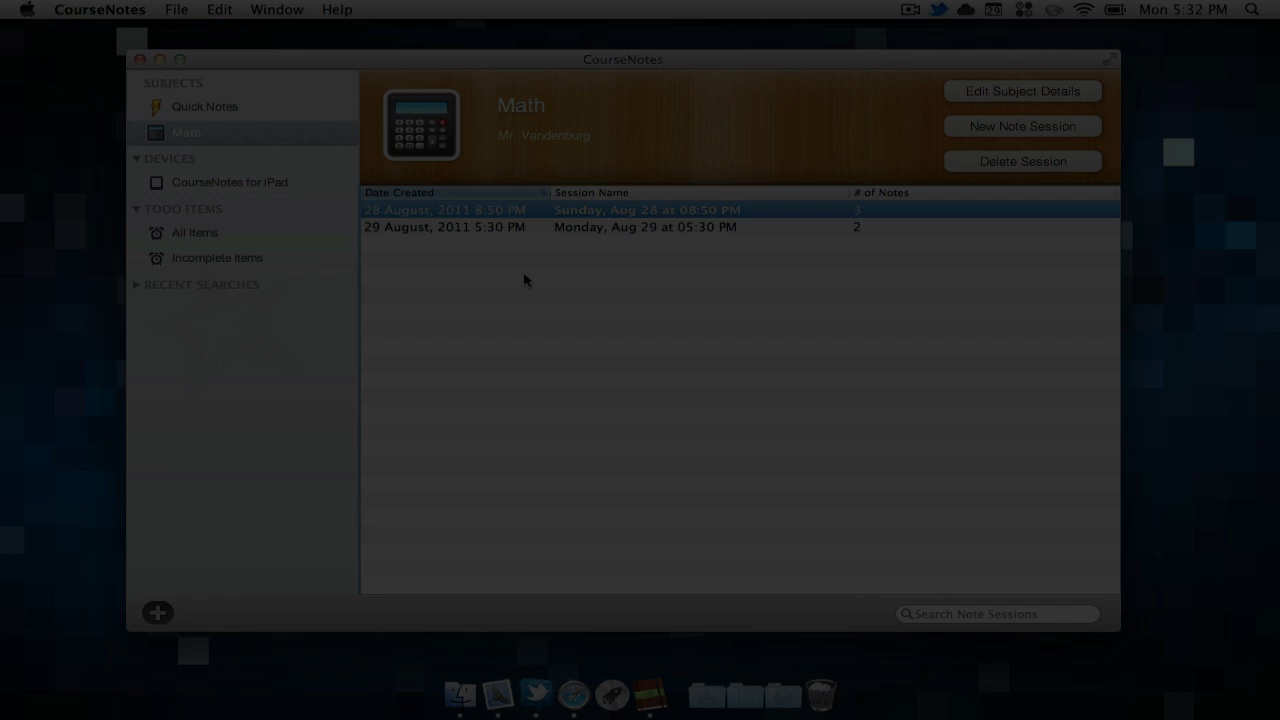 CourseNotes File Edit Window Help 29 Mon 5:32 PM
CourseNotes
SUBJECTS
Quick Notes
Math
DEVICES
CourseNotes for iPad
TODO ITEMS
All Items
Incomplete Items
RECENT SEARCHES
Math
Mr. Vandenburg
Edit Subject Details
New Note Session
Delete Session
Date Created Session Name # of Notes
28 August, 2011 8:50 PM Sunday, Aug 28 at 08:50 PM 3
29 August, 2011 5:30 PM Monday, Aug 29 at 05:30 PM 2
Search Note Sessions